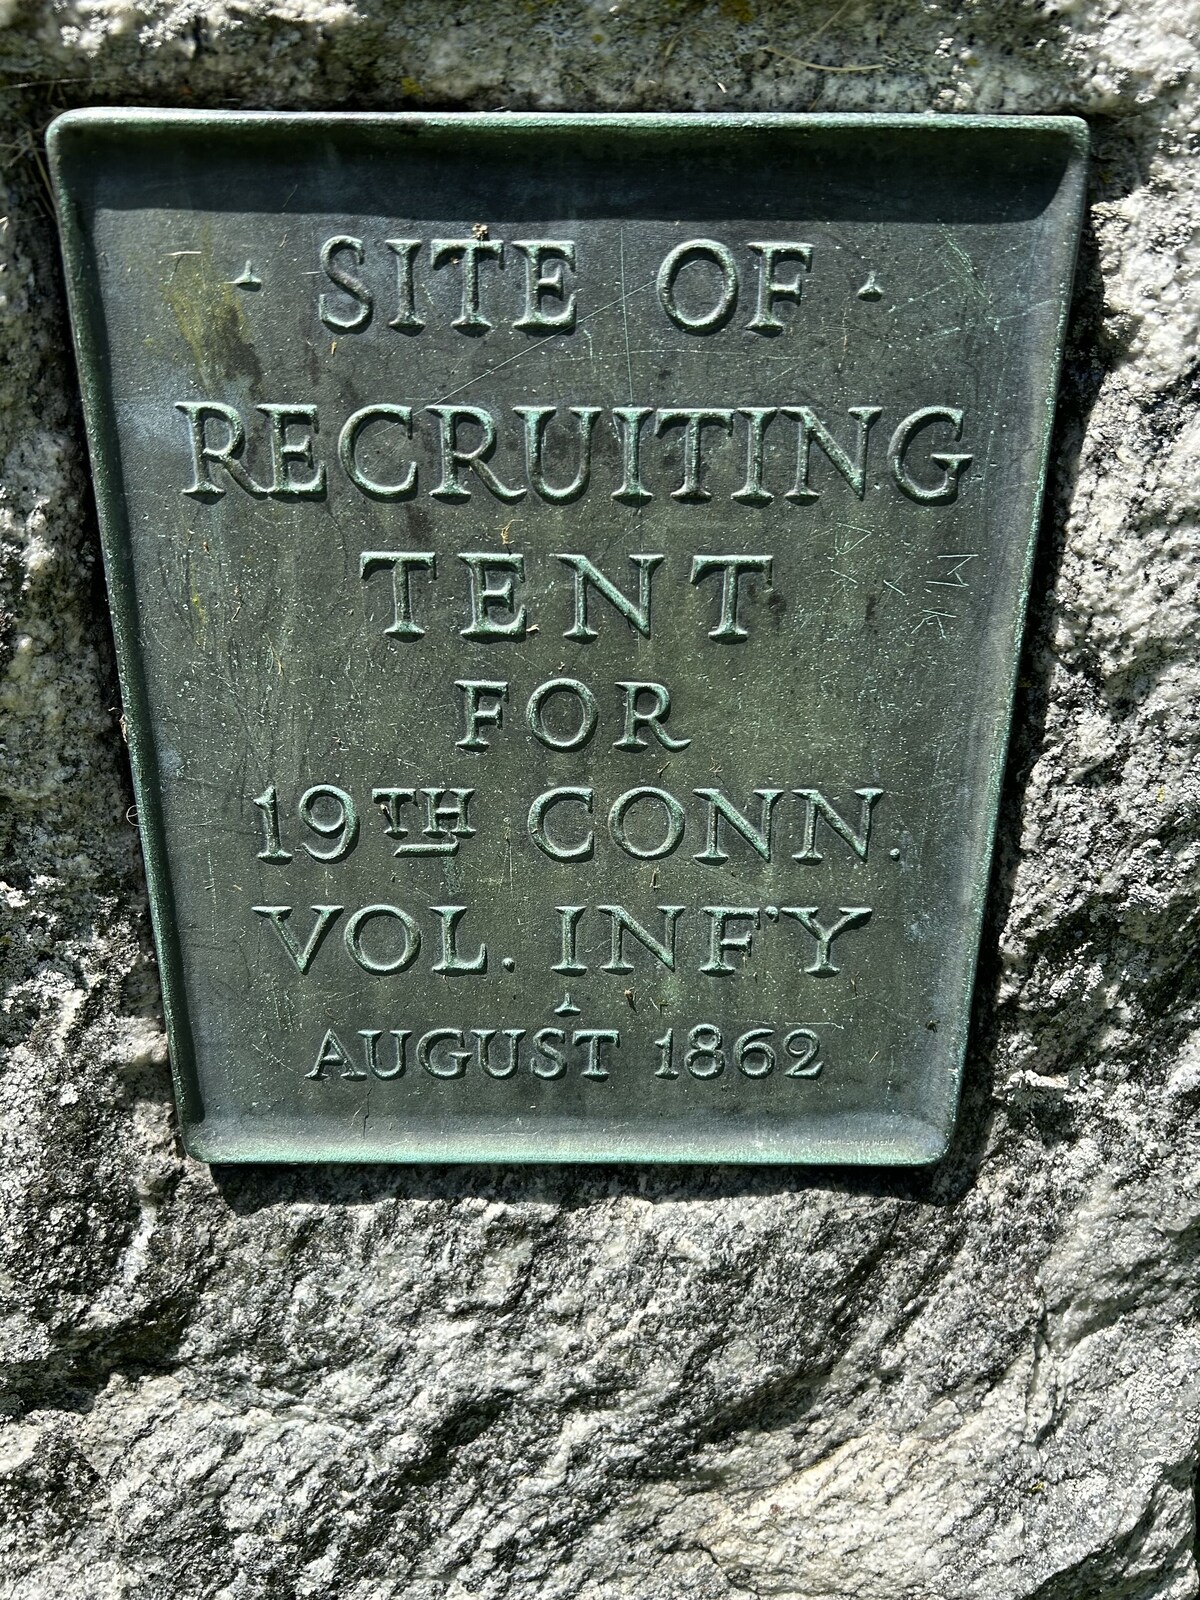 SITE OF
RECRUITING
TENT
FOR
19TH CONN.
VOL. INF'Y
AUGUST 1862
M.K.